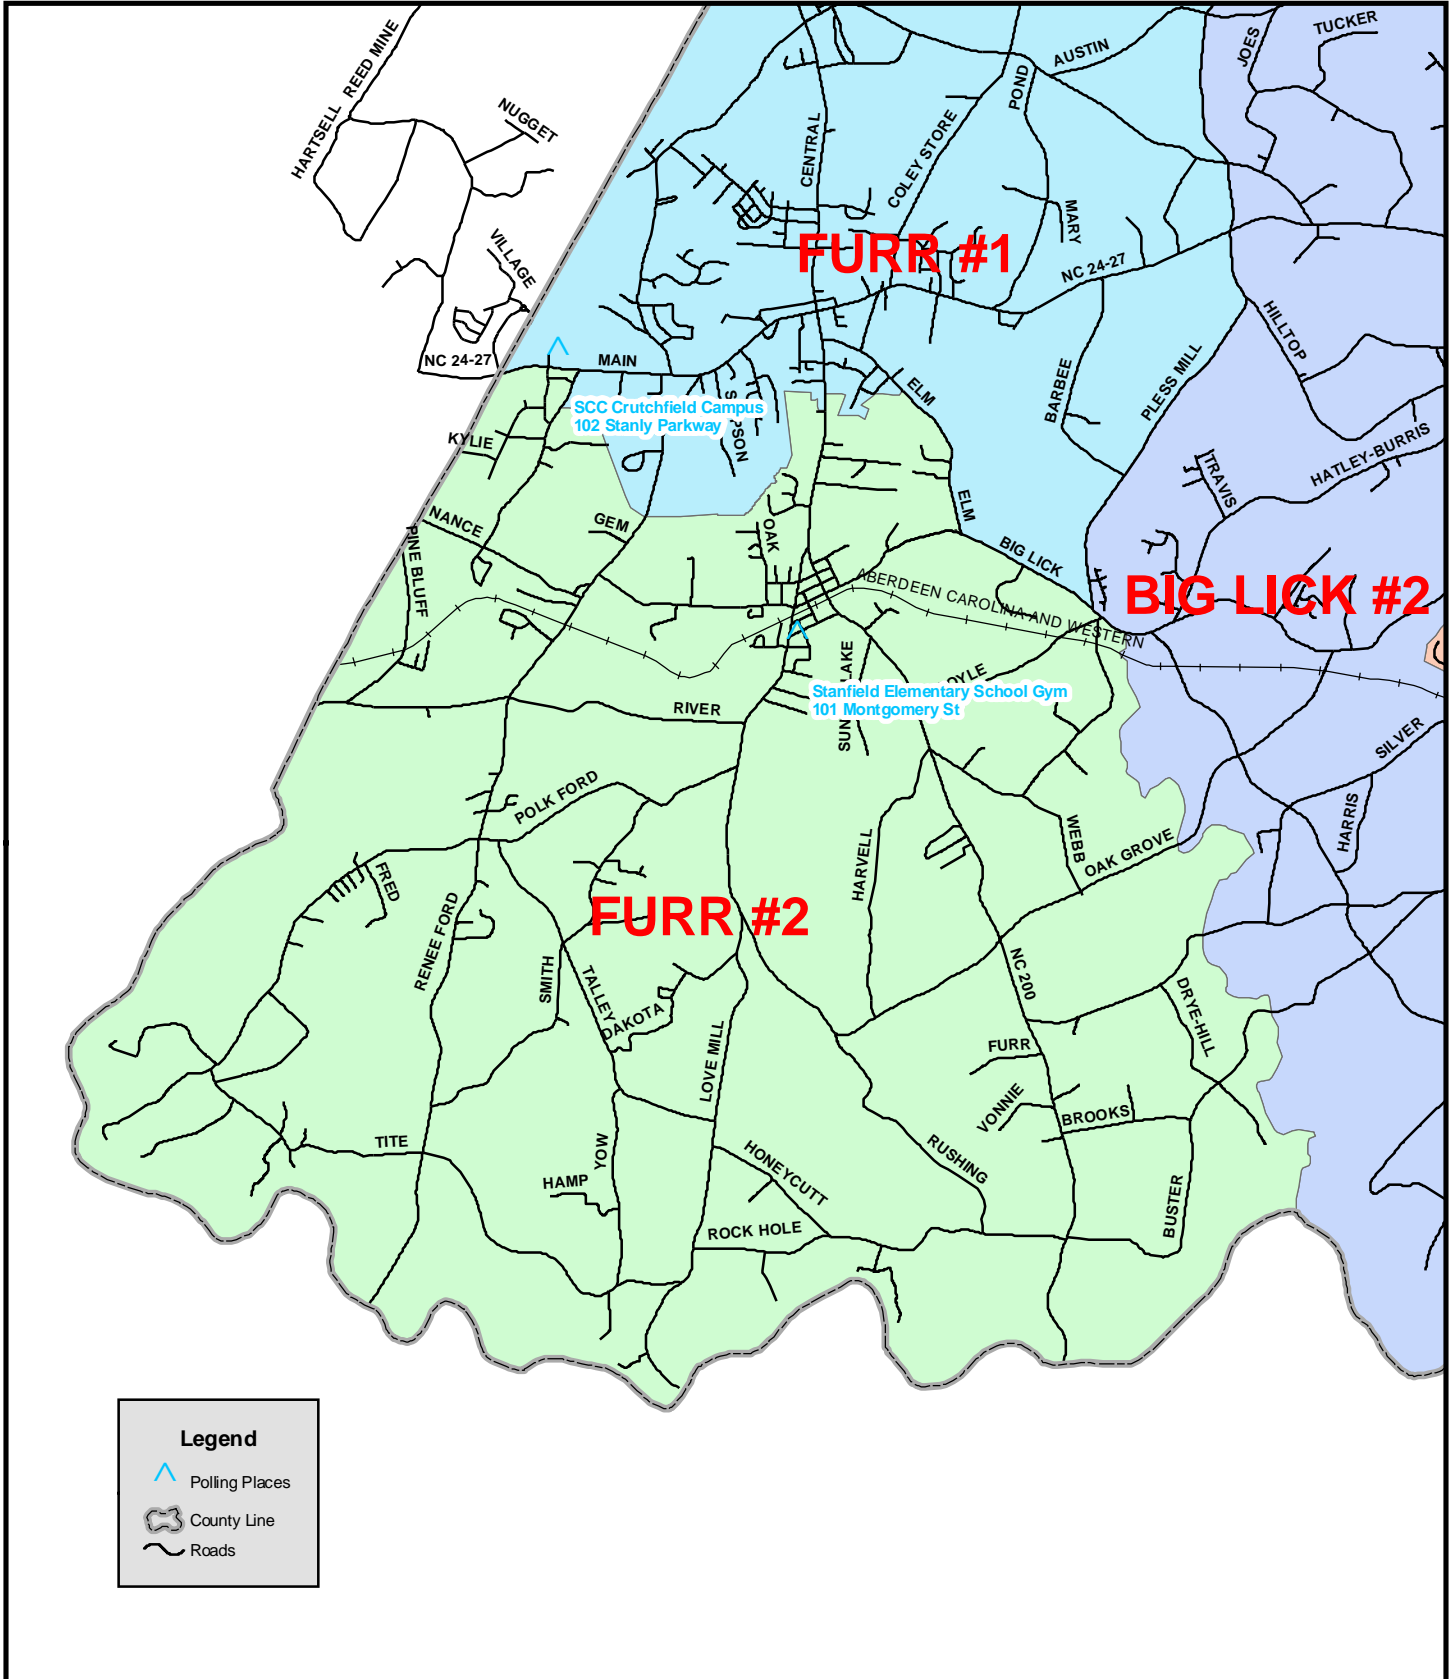 HARTSELL
REED MINE
NUGGET
VILLAGE
NC 24-27
AUSTIN
POND
JOES
TUCKER
CENTRAL
COLEY STORE
MARY
FURR #1
NC 24-27
HILLTOP
MAIN
ELM
BARBEE
PLESS MILL
SCC Crutchfield Campus
102 Stanly Parkway
KYLIE
TRAVIS
HATLEY-BURRIS
NANCE
GEM
OAK
ELM
PINE BLUFF
BIG LICK
ABERDEEN CAROLINA AND WESTERN
BIG LICK #2
LAKE
Stanfield Elementary School Gym
101 Montgomery St
RIVER
SILVER
POLK FORD
HARRIS
WEBB
OAK GROVE
HARVELL
FRED
RENEE FORD
FURR #2
SMITH
TALLEY
DAKOTA
NC 200
DRYE-HILL
LOVE MILL
FURR
VONNIE
BROOKS
TITE
YOW
HAMP
HONEYCUTT
RUSHING
ROCK HOLE
BUSTER
Legend
Polling Places
County Line
Roads